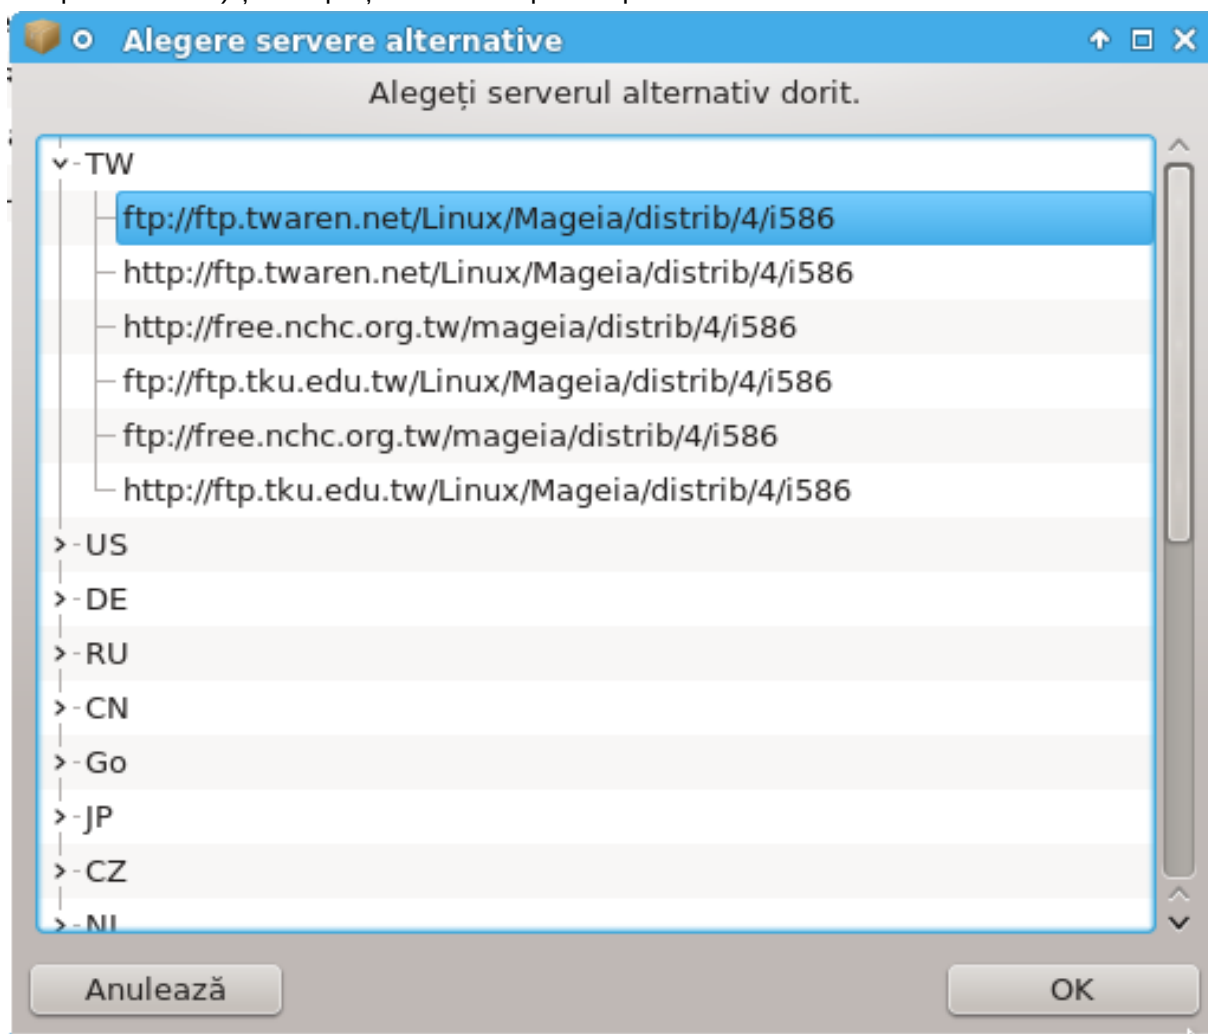 Alegere servere alternative
Alegeți serverul alternativ dorit.
TW
ftp://ftp.twaren.net/Linux/Mageia/distrib/4/i586
http://ftp.twaren.net/Linux/Mageia/distrib/4/i586
http://free.nchc.org.tw/mageia/distrib/4/i586
ftp://ftp.tku.edu.tw/Linux/Mageia/distrib/4/i586
ftp://free.nchc.org.tw/mageia/distrib/4/i586
http://ftp.tku.edu.tw/Linux/Mageia/distrib/4/i586
US
DE
RU
CN
Go
JP
CZ
NL
Anulează
OK